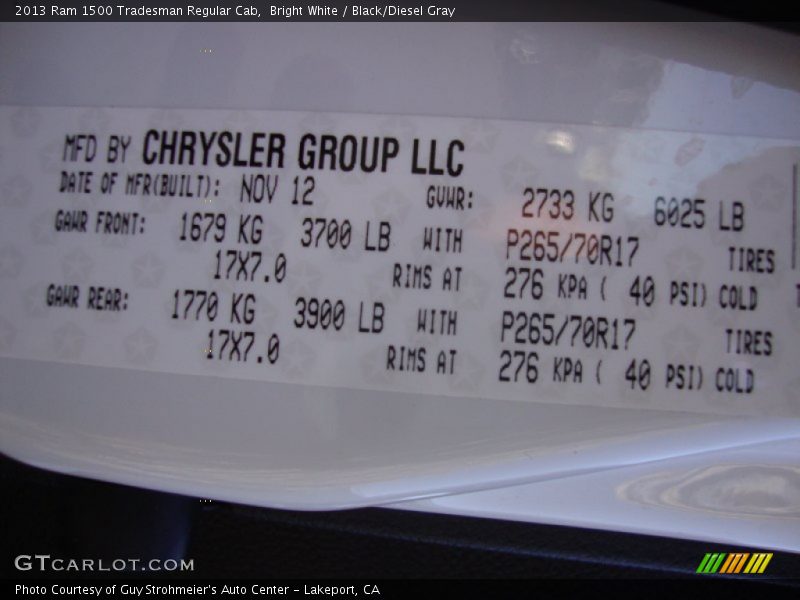 2013 Ram 1500 Tradesman Regular Cab,  Bright White / Black/Diesel Gray
MFD BY CHRYSLER GROUP LLC
DATE OF MFR(BUILT): NOV 12 GVWR: 2733 KG 6025 LB
GAWR FRONT: 1679 KG 3700 LB WITH P265/70R17 TIRES
17X7.0 RIMS AT 276 KPA ( 40 PSI) COLD
GAWR REAR: 1770 KG 3900 LB WITH P265/70R17 TIRES
17X7.0 RIMS AT 276 KPA ( 40 PSI) COLD
GTCARLOT.COM
Photo Courtesy of Guy Strohmeier's Auto Center – Lakeport, CA